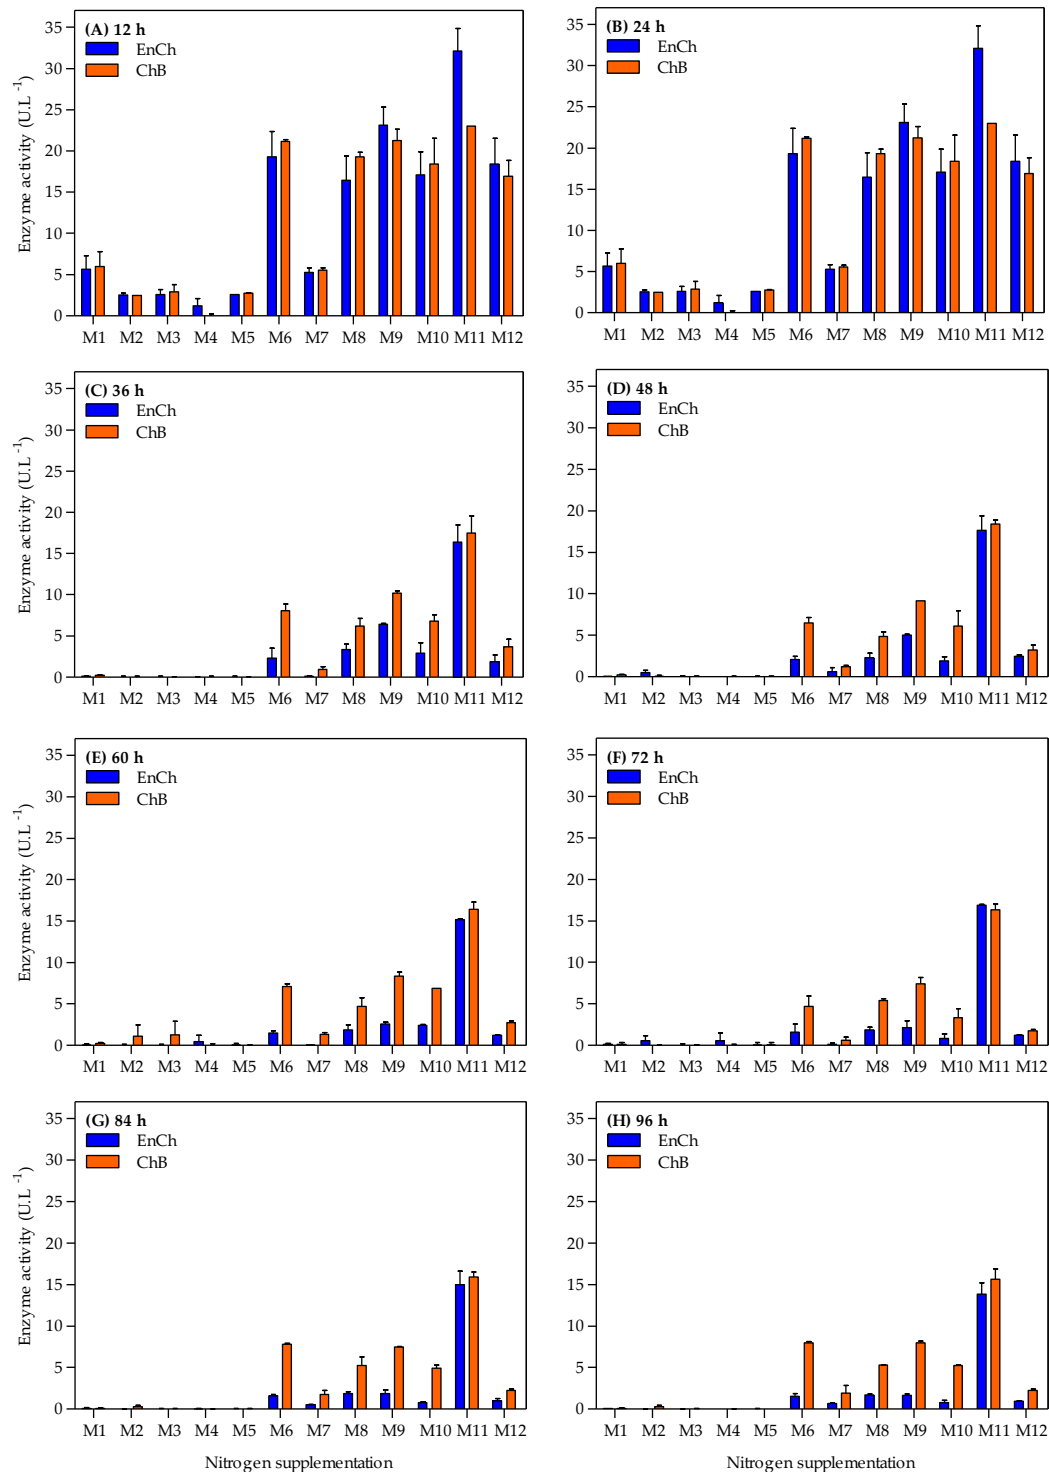 (A) 12 h
EnCh
ChB
Enzyme activity (U.L⁻¹)
35
30
25
20
15
10
5
0
M1 M2 M3 M4 M5 M6 M7 M8 M9 M10 M11 M12
(B) 24 h
EnCh
ChB
35
30
25
20
15
10
5
0
M1 M2 M3 M4 M5 M6 M7 M8 M9 M10 M11 M12
(C) 36 h
EnCh
ChB
Enzyme activity (U.L⁻¹)
35
30
25
20
15
10
5
0
M1 M2 M3 M4 M5 M6 M7 M8 M9 M10 M11 M12
(D) 48 h
EnCh
ChB
35
30
25
20
15
10
5
0
M1 M2 M3 M4 M5 M6 M7 M8 M9 M10 M11 M12
(E) 60 h
EnCh
ChB
Enzyme activity (U.L⁻¹)
35
30
25
20
15
10
5
0
M1 M2 M3 M4 M5 M6 M7 M8 M9 M10 M11 M12
(F) 72 h
EnCh
ChB
35
30
25
20
15
10
5
0
M1 M2 M3 M4 M5 M6 M7 M8 M9 M10 M11 M12
(G) 84 h
EnCh
ChB
Enzyme activity (U.L⁻¹)
35
30
25
20
15
10
5
0
M1 M2 M3 M4 M5 M6 M7 M8 M9 M10 M11 M12
Nitrogen supplementation
(H) 96 h
EnCh
ChB
35
30
25
20
15
10
5
0
M1 M2 M3 M4 M5 M6 M7 M8 M9 M10 M11 M12
Nitrogen supplementation